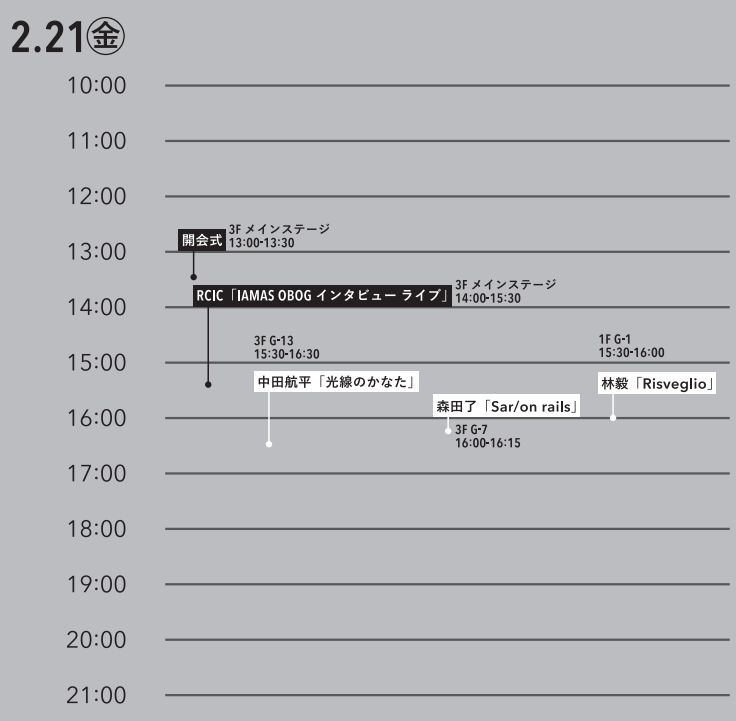 2.21㊎
10:00
11:00
12:00
開会式
3F メインステージ
13:00-13:30
13:00
RCIC「IAMAS OBOG インタビュー ライブ」
3F メインステージ
14:00-15:30
14:00
3F G-13
15:30-16:30
1F G-1
15:30-16:00
15:00
中田航平「光線のかなた」
林毅「Risveglio」
森田了「Sar/on rails」
16:00
3F G-7
16:00-16:15
17:00
18:00
19:00
20:00
21:00